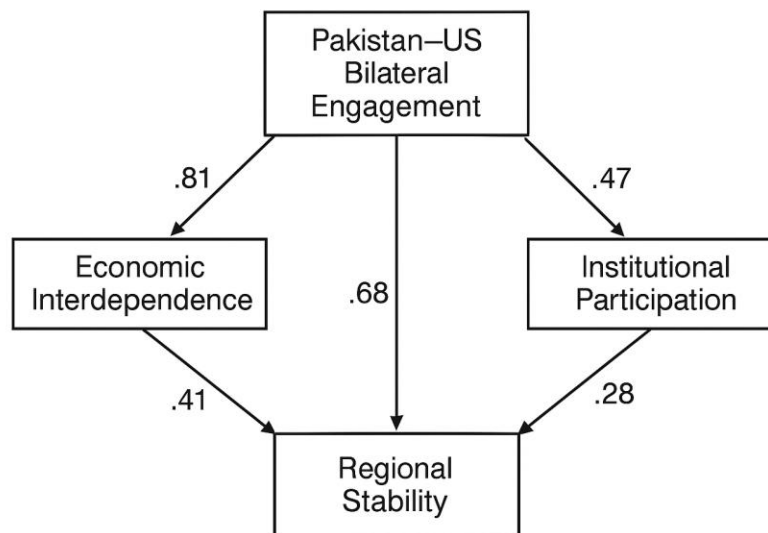 Pakistan–US
Bilateral
Engagement
.81
.47
Economic
Interdependence
.68
Institutional
Participation
.41
.28
Regional
Stability